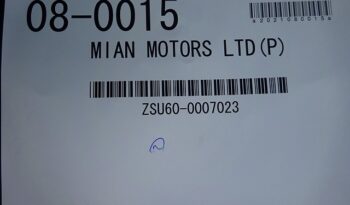 08-0015
MIAN MOTORS LTD(P)
ZSU60-0007023